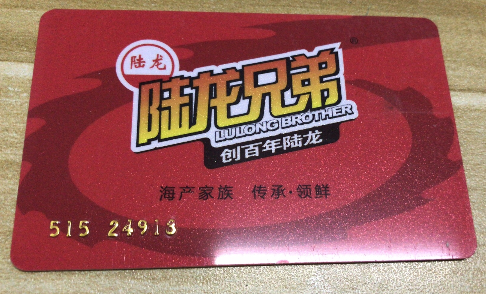 陆龙
陆龙兄弟
LULONG BROTHER
创百年陆龙
海产家族 传承·领鲜
515 24913